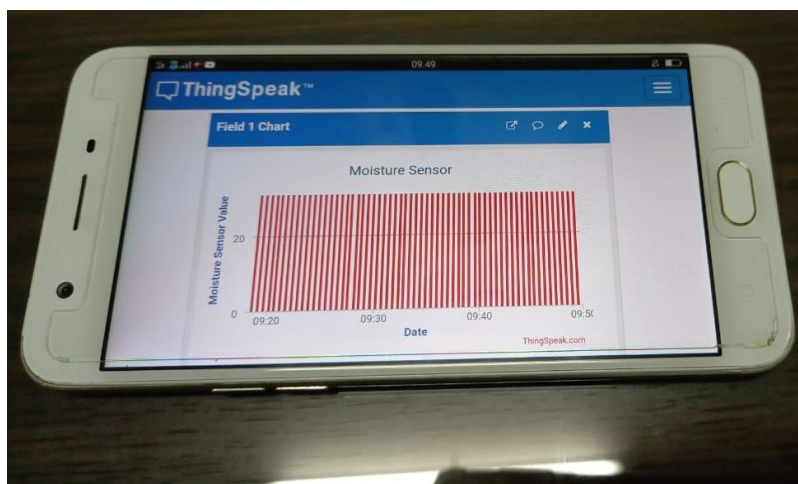 09.49
ThingSpeak™
Field 1 Chart
Moisture Sensor
Moisture Sensor Value
20
0
09:20
09:30
09:40
09:50
Date
ThingSpeak.com